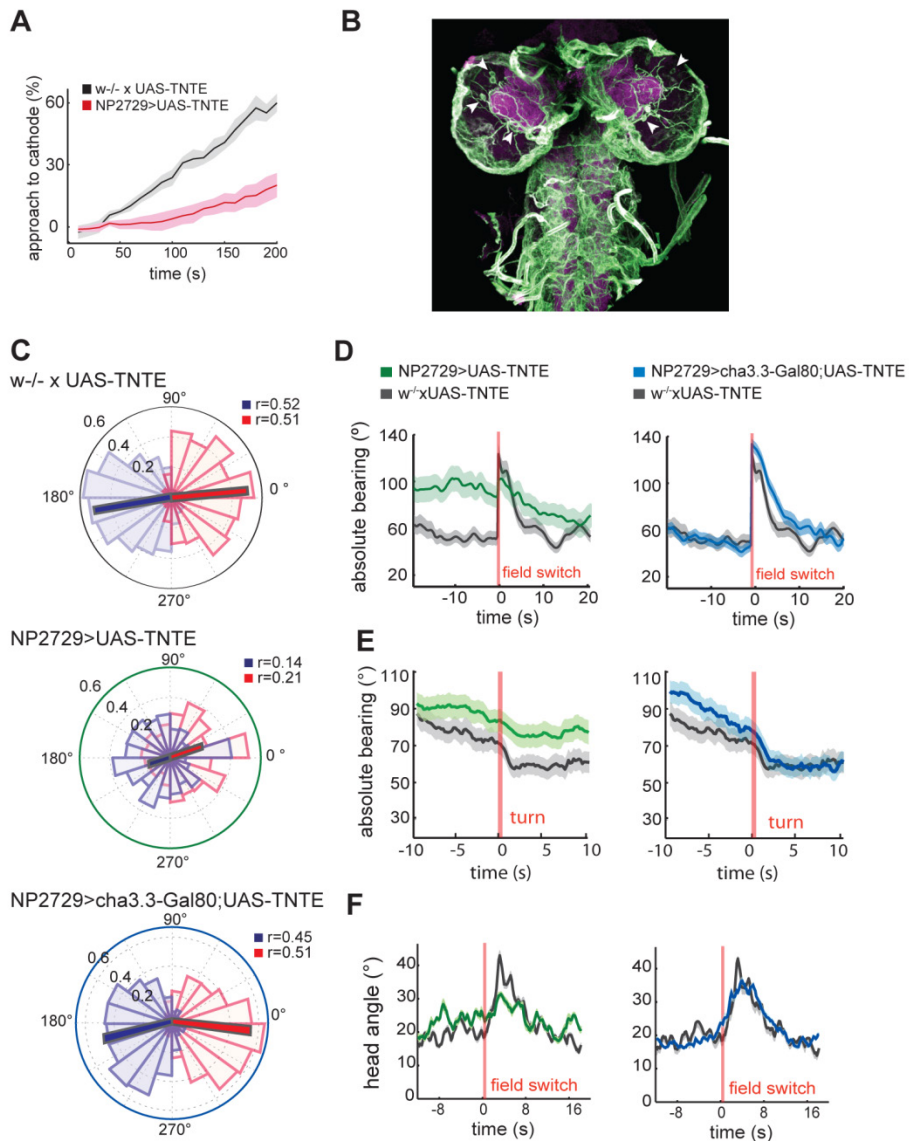 A
w-/- x UAS-TNTE
NP2729>UAS-TNTE
approach to cathode (%)
60
30
0
0
50
100
150
200
time (s)
B
C
w-/- x UAS-TNTE
90°
r=0.52
r=0.51
0.6
0.4
0.2
180°
0 °
270°
NP2729>UAS-TNTE
90°
r=0.14
r=0.21
0.6
0.4
0.2
180°
0 °
270°
NP2729>cha3.3-Gal80;UAS-TNTE
90°
r=0.45
r=0.51
0.6
0.4
0.2
180°
0°
270°
D
NP2729>UAS-TNTE
w-/-xUAS-TNTE
absolute bearing (º)
140
100
60
20
field switch
-10
0
10
20
time (s)
NP2729>cha3.3-Gal80;UAS-TNTE
w-/-xUAS-TNTE
140
100
60
20
field switch
-10
0
10
20
time (s)
E
absolute bearing (°)
110
90
70
50
30
turn
-10
-5
0
5
10
time (s)
110
90
70
50
30
turn
-10
-5
0
5
10
time (s)
F
head angle (°)
40
30
20
10
0
field switch
-8
0
8
16
time (s)
40
30
20
10
0
field switch
-8
0
8
16
time (s)